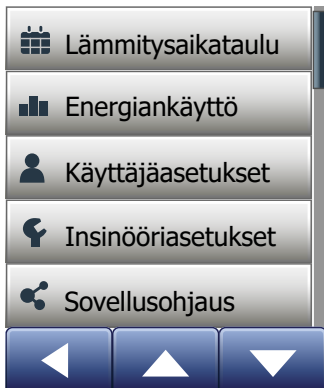 Lämmitysaikataulu
Energiankäyttö
Käyttäjäasetukset
Insinööriasetukset
Sovellusohjaus